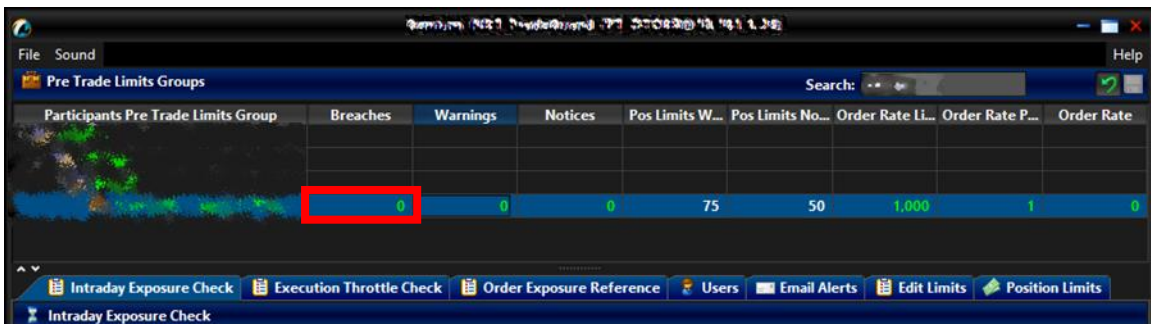 File Sound Help
Pre Trade Limits Groups Search:
Participants Pre Trade Limits Group Breaches Warnings Notices Pos Limits W... Pos Limits No... Order Rate Li... Order Rate P... Order Rate
0 0 0 75 50 1,000 1 0
Intraday Exposure Check Execution Throttle Check Order Exposure Reference Users Email Alerts Edit Limits Position Limits
Intraday Exposure Check